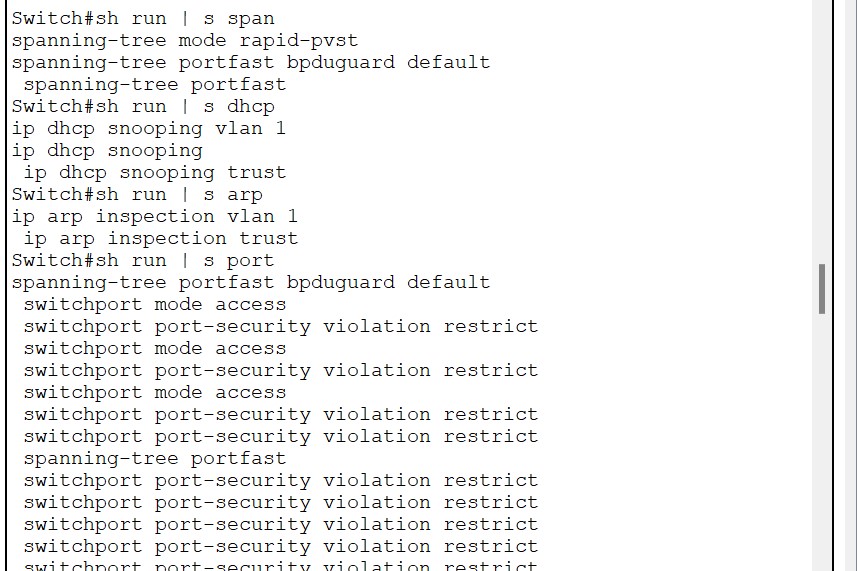 Switch#sh run | s span
spanning-tree mode rapid-pvst
spanning-tree portfast bpduguard default
 spanning-tree portfast
Switch#sh run | s dhcp
ip dhcp snooping vlan 1
ip dhcp snooping
 ip dhcp snooping trust
Switch#sh run | s arp
ip arp inspection vlan 1
 ip arp inspection trust
Switch#sh run | s port
spanning-tree portfast bpduguard default
 switchport mode access
 switchport port-security violation restrict
 switchport mode access
 switchport port-security violation restrict
 switchport mode access
 switchport port-security violation restrict
 switchport port-security violation restrict
 spanning-tree portfast
 switchport port-security violation restrict
 switchport port-security violation restrict
 switchport port-security violation restrict
 switchport port-security violation restrict
 switchport port-security violation restrict